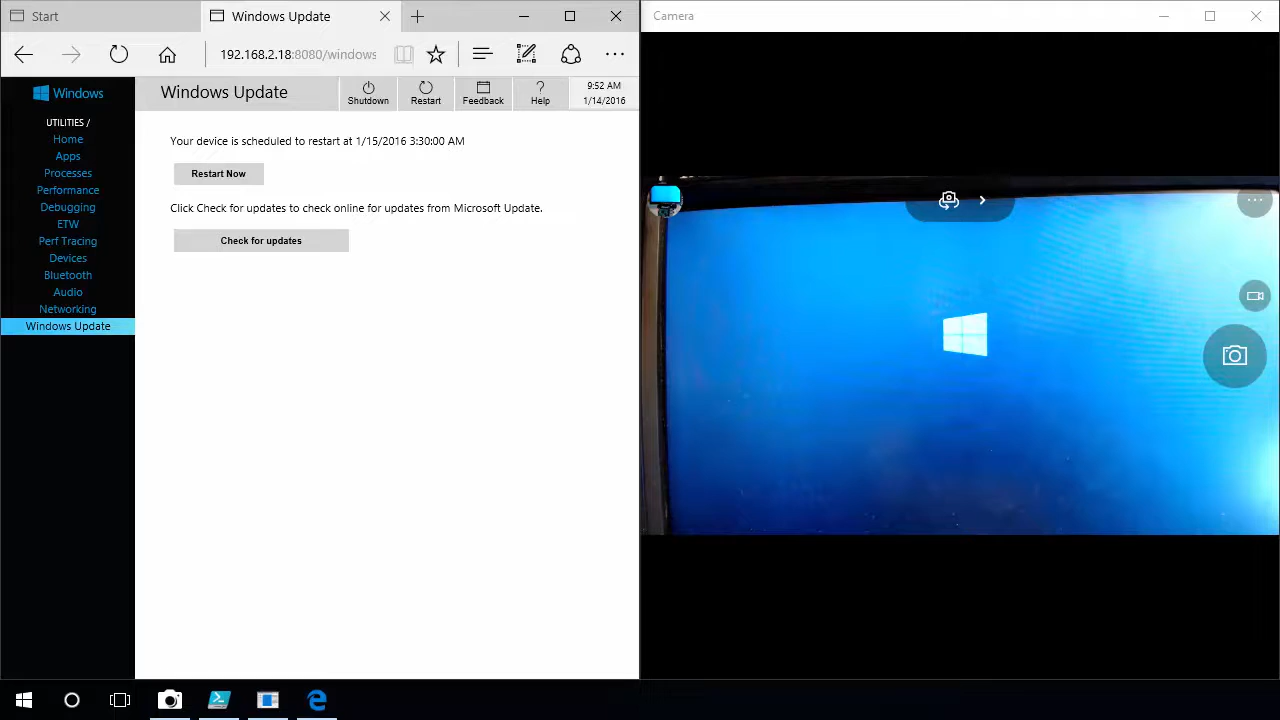 Start
Windows Update
192.168.2.18:8080/windows
Windows
Windows Update
Shutdown
Restart
Feedback
Help
9:52 AM
1/14/2016
UTILITIES /
Home
Apps
Processes
Performance
Debugging
ETW
Perf Tracing
Devices
Bluetooth
Audio
Networking
Windows Update
Your device is scheduled to restart at 1/15/2016 3:30:00 AM
Restart Now
Click Check for updates to check online for updates from Microsoft Update.
Check for updates
Camera